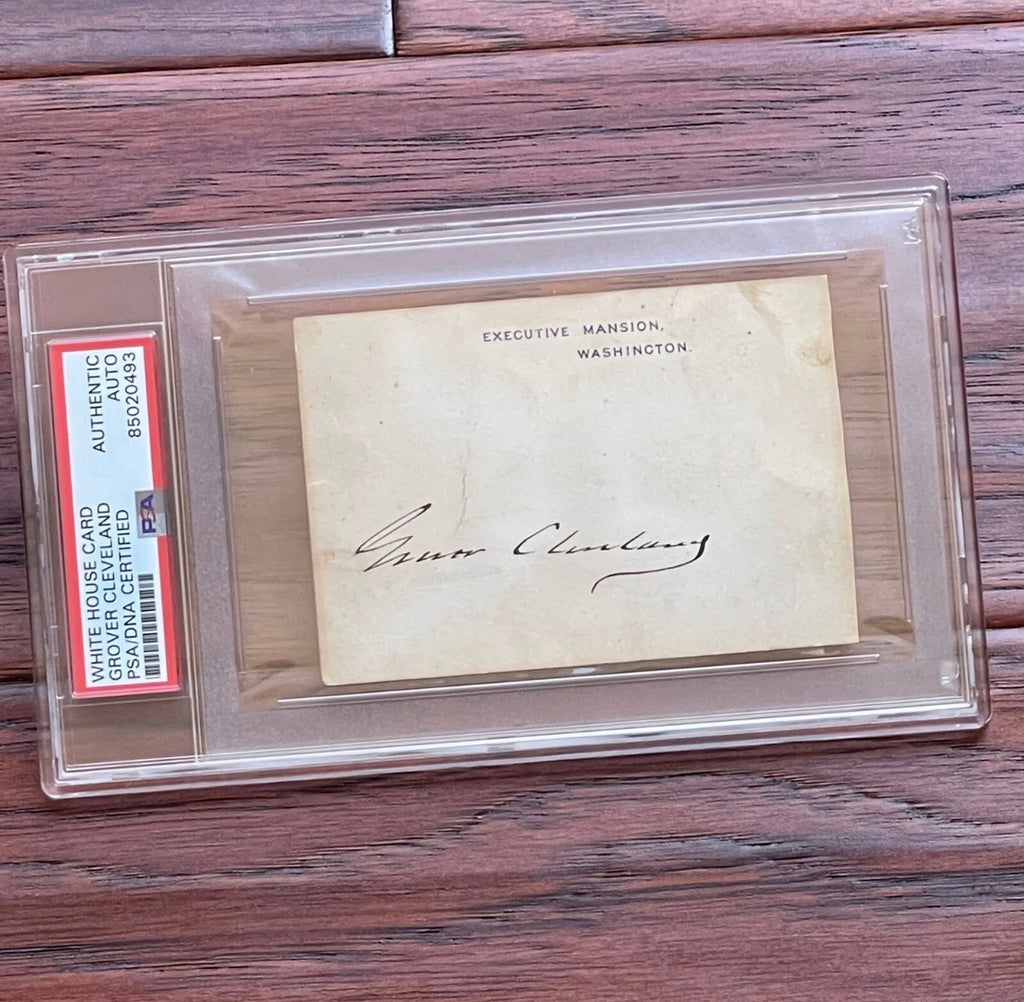 EXECUTIVE MANSION,
WASHINGTON.
Grover Cleveland
WHITE HOUSE CARD
GROVER CLEVELAND
PSA/DNA CERTIFIED
AUTHENTIC
AUTO
85020493
PSA